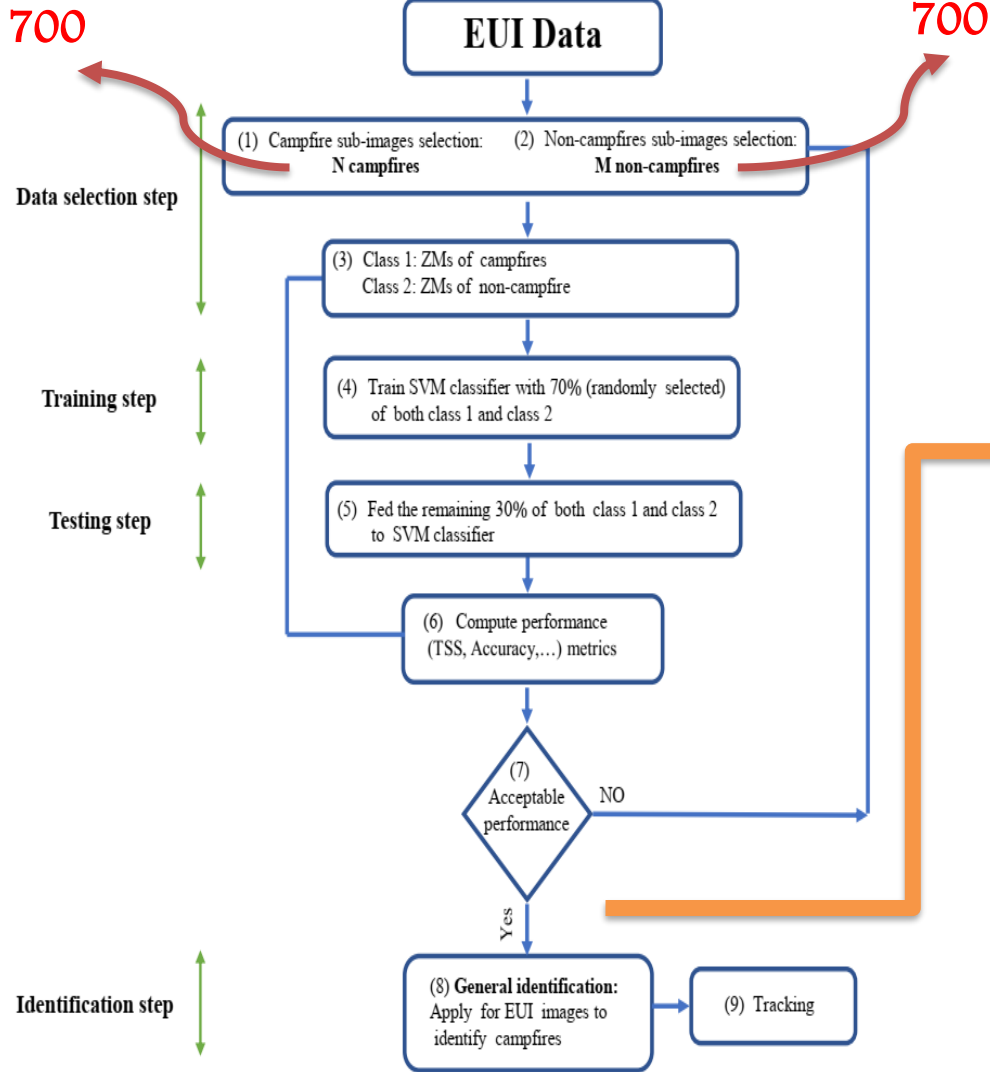 700
700
EUI Data
(1) Campfire sub-images selection:
N campfires
(2) Non-campfires sub-images selection:
M non-campfires
Data selection step
(3) Class 1: ZMs of campfires
Class 2: ZMs of non-campfire
Training step
(4) Train SVM classifier with 70% (randomly selected)
of both class 1 and class 2
Testing step
(5) Fed the remaining 30% of both class 1 and class 2
to SVM classifier
(6) Compute performance
(TSS, Accuracy,...) metrics
(7)
Acceptable
performance
NO
Yes
Identification step
(8) General identification:
Apply for EUI images to
identify campfires
(9) Tracking